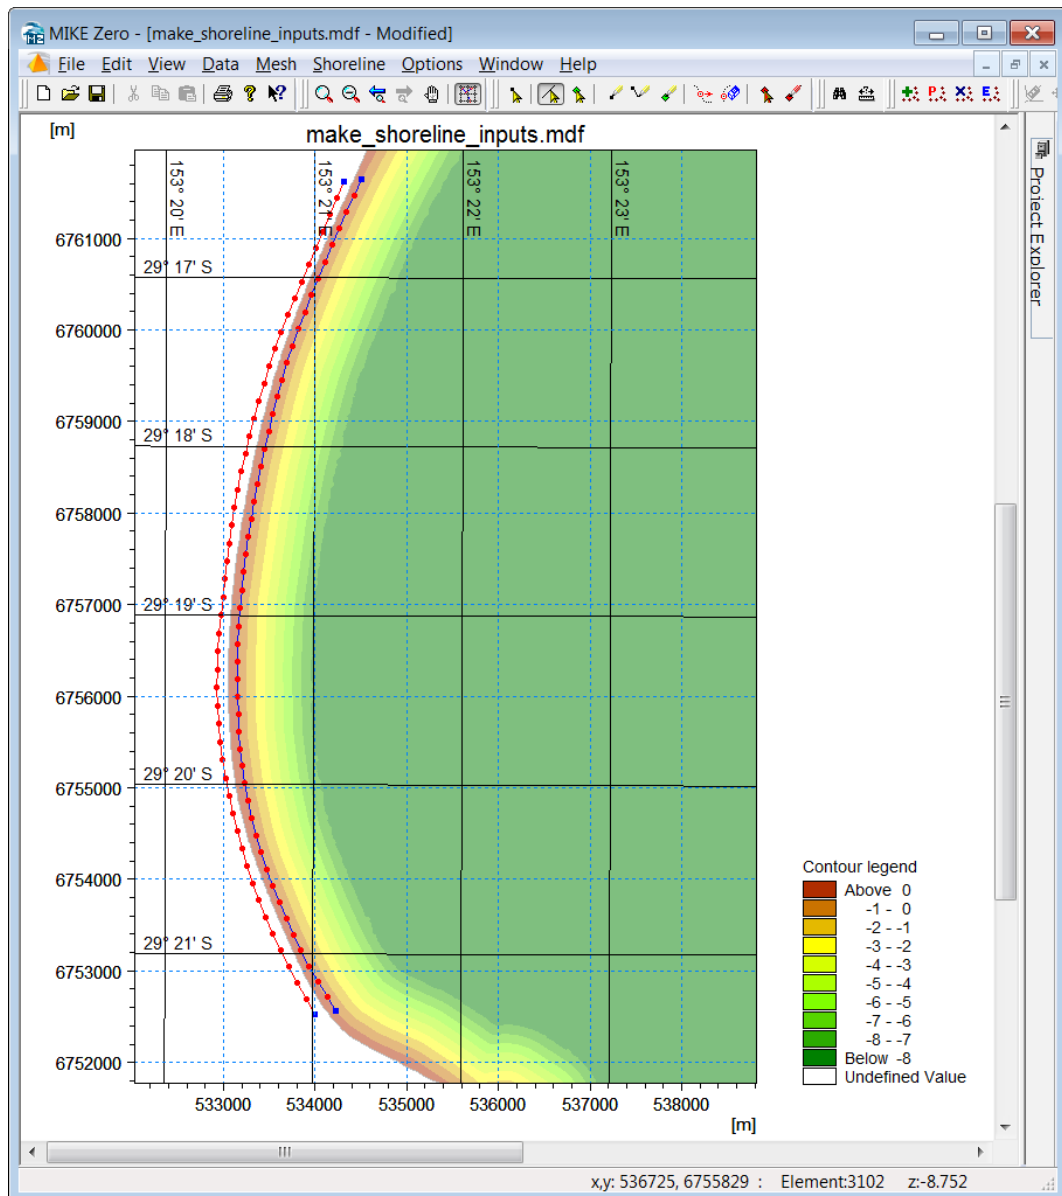 MIKE Zero - [make_shoreline_inputs.mdf - Modified]
File Edit View Data Mesh Shoreline Options Window Help
[m]
make_shoreline_inputs.mdf
153° 20' E
153° 21' E
153° 22' E
153° 23' E
Project Explorer
6761000
29° 17' S
6760000
6759000
29° 18' S
6758000
6757000
29° 19' S
6756000
6755000
29° 20' S
6754000
29° 21' S
6753000
6752000
533000 534000 535000 536000 537000 538000
[m]
Contour legend
Above 0
-1 - 0
-2 - -1
-3 - -2
-4 - -3
-5 - -4
-6 - -5
-7 - -6
-8 - -7
Below -8
Undefined Value
x,y: 536725, 6755829 : Element:3102 z:-8.752